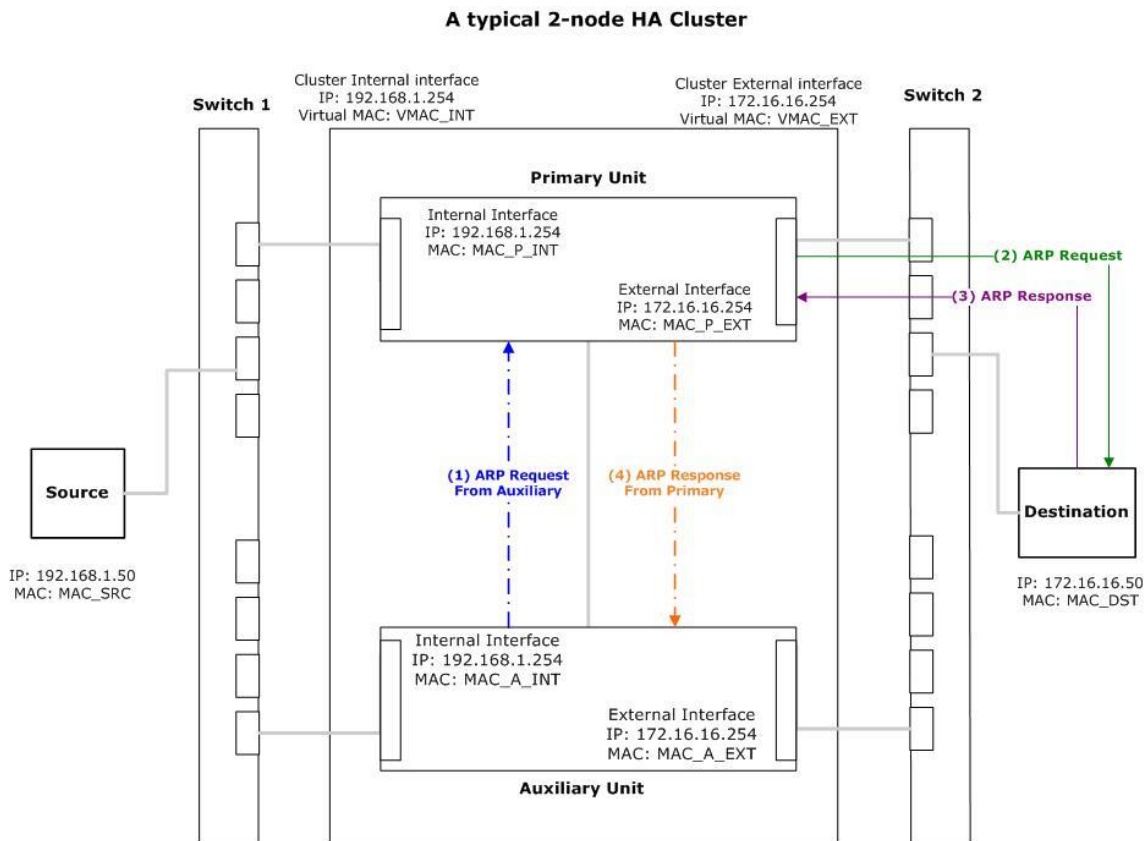 A typical 2-node HA Cluster
Switch 1
Cluster Internal interface
IP: 192.168.1.254
Virtual MAC: VMAC_INT
Cluster External interface
IP: 172.16.16.254
Virtual MAC: VMAC_EXT
Switch 2
Primary Unit
Internal Interface
IP: 192.168.1.254
MAC: MAC_P_INT
External Interface
IP: 172.16.16.254
MAC: MAC_P_EXT
(2) ARP Request
(3) ARP Response
(1) ARP Request
From Auxiliary
(4) ARP Response
From Primary
Source
IP: 192.168.1.50
MAC: MAC_SRC
Destination
IP: 172.16.16.50
MAC: MAC_DST
Internal Interface
IP: 192.168.1.254
MAC: MAC_A_INT
External Interface
IP: 172.16.16.254
MAC: MAC_A_EXT
Auxiliary Unit